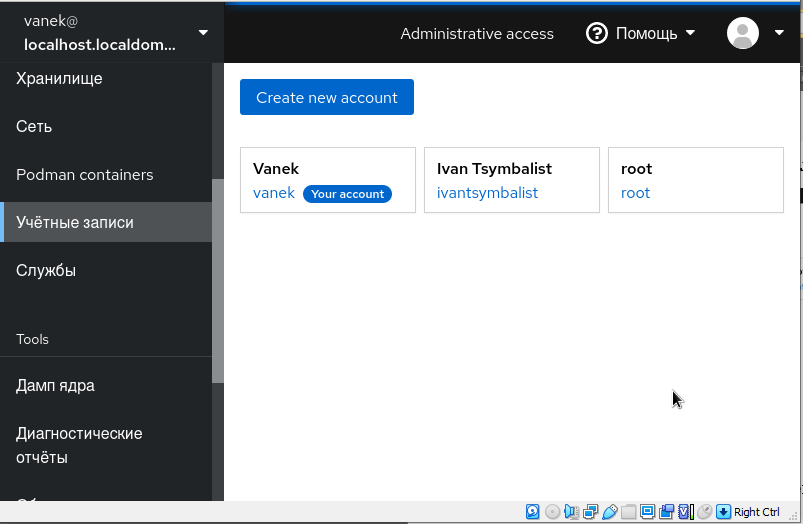 vanek@
localhost.localdom...
Administrative access
Помощь
Хранилище
Сеть
Podman containers
Учётные записи
Службы
Tools
Дамп ядра
Диагностические
отчёты
Create new account
Vanek
vanek Your account
Ivan Tsymbalist
ivantsymbalist
root
root
Right Ctrl